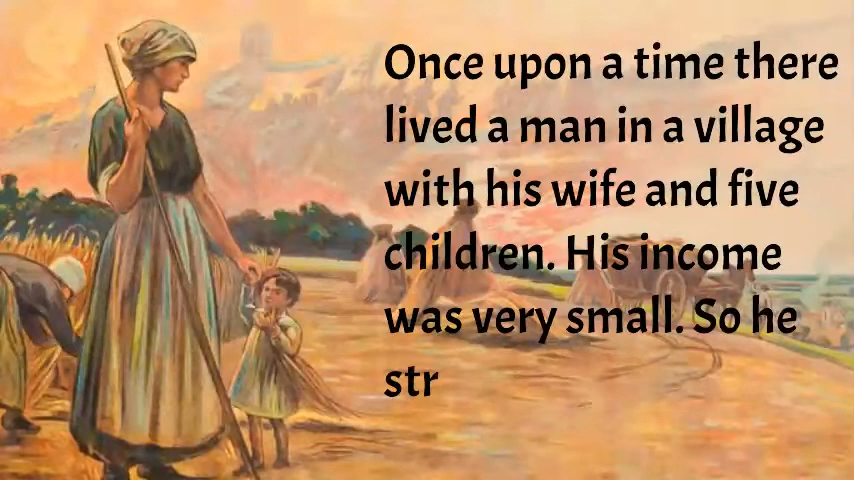 Once upon a time there
lived a man in a village
with his wife and five
children. His income
was very small. So he
str